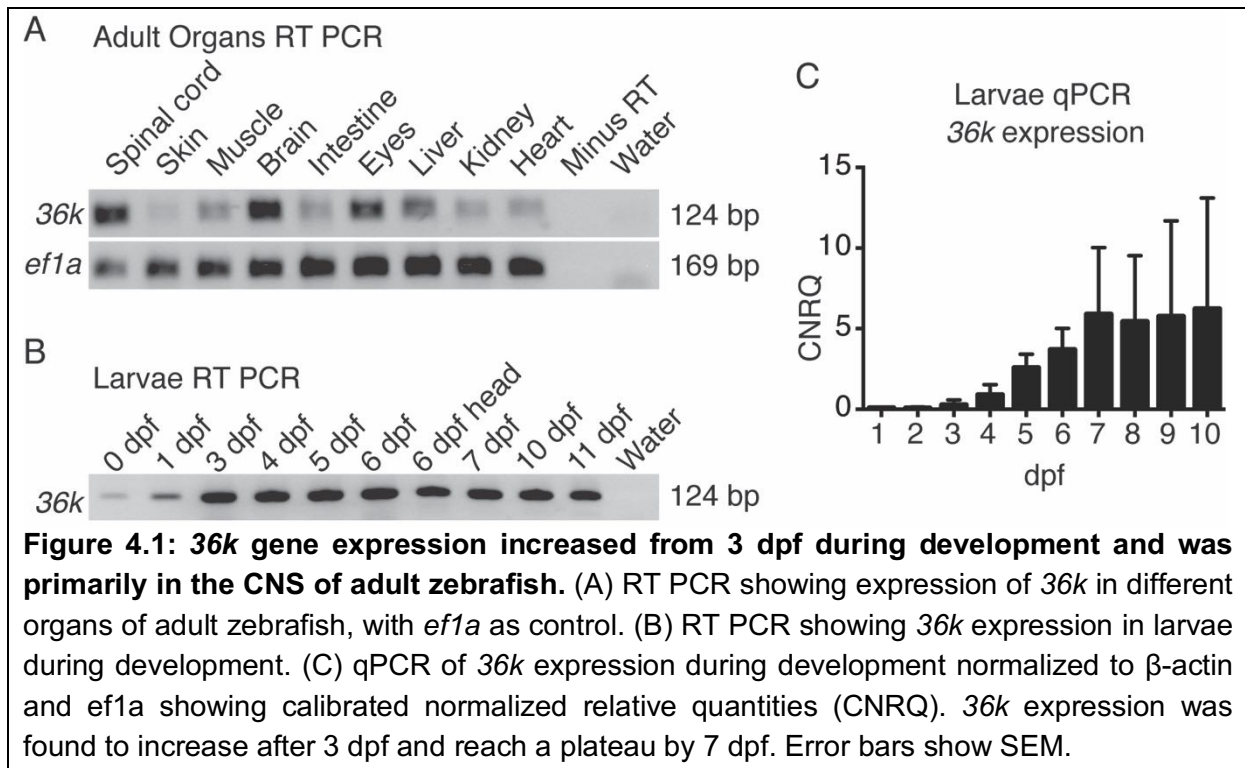 A
Adult Organs RT PCR
Spinal cord
Skin
Muscle
Brain
Intestine
Eyes
Liver
Kidney
Heart
Minus RT
Water
36k
124 bp
ef1a
169 bp
B
Larvae RT PCR
0 dpf
1 dpf
3 dpf
4 dpf
5 dpf
6 dpf
6 dpf head
7 dpf
10 dpf
11 dpf
Water
36k
124 bp
C
Larvae qPCR
36k expression
15
10
5
0
CNRQ
1 2 3 4 5 6 7 8 9 10
dpf
Figure 4.1: 36k gene expression increased from 3 dpf during development and was
primarily in the CNS of adult zebrafish. (A) RT PCR showing expression of 36k in different
organs of adult zebrafish, with ef1a as control. (B) RT PCR showing 36k expression in larvae
during development. (C) qPCR of 36k expression during development normalized to β-actin
and ef1a showing calibrated normalized relative quantities (CNRQ). 36k expression was
found to increase after 3 dpf and reach a plateau by 7 dpf. Error bars show SEM.